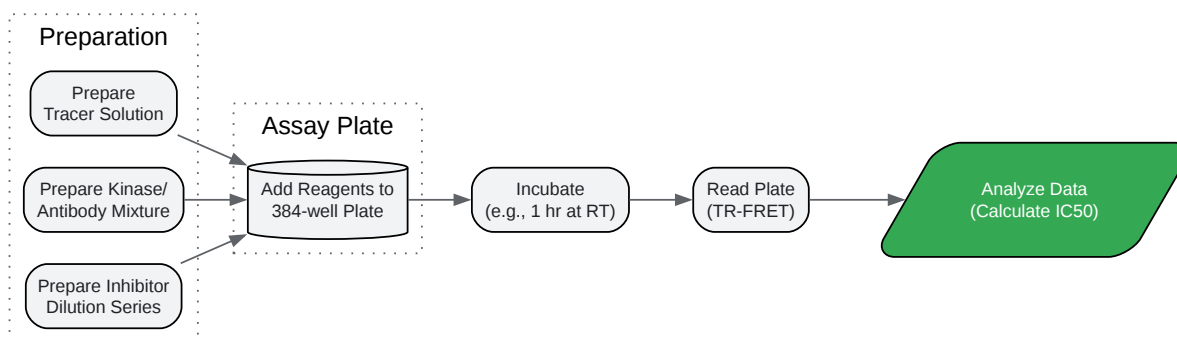 Preparation
Prepare
Tracer Solution
Prepare Kinase/
Antibody Mixture
Prepare Inhibitor
Dilution Series
Assay Plate
Add Reagents to
384-well Plate
Incubate
(e.g., 1 hr at RT)
Read Plate
(TR-FRET)
Analyze Data
(Calculate IC50)